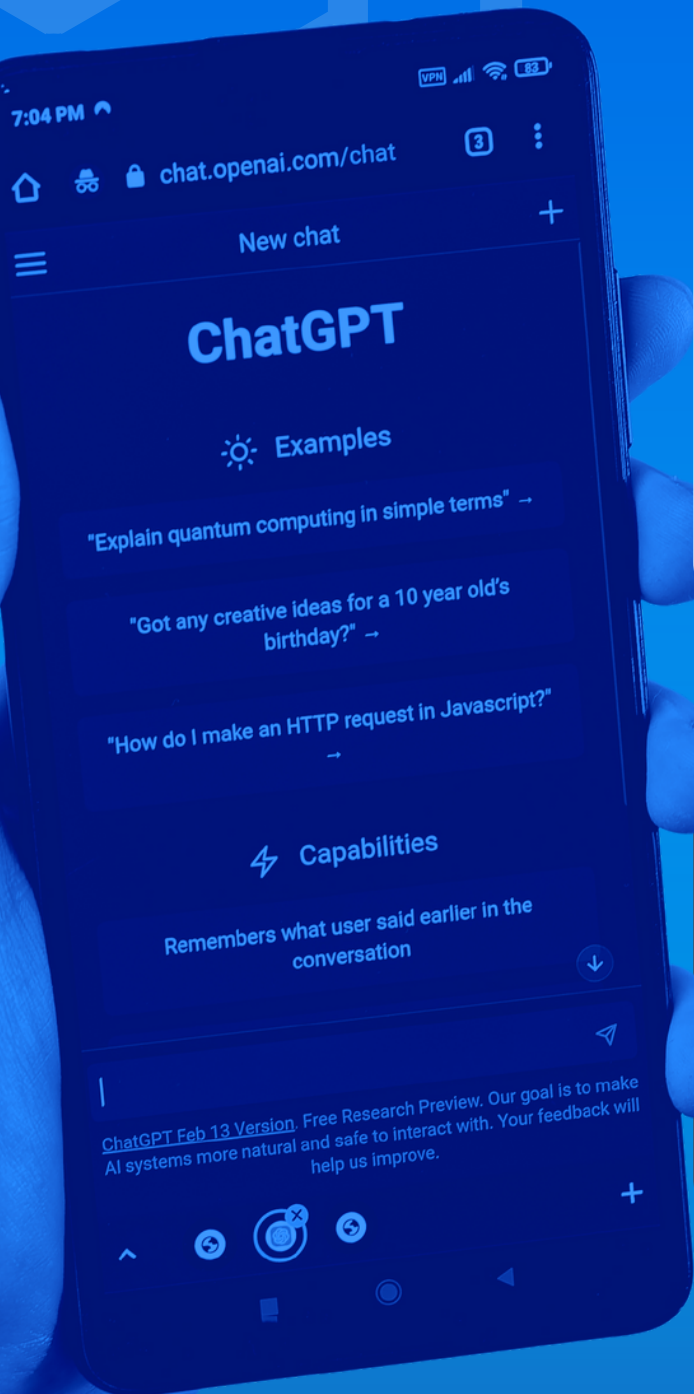 7:04 PM
VPN
83
chat.openai.com/chat
3
New chat
ChatGPT
Examples
"Explain quantum computing in simple terms" →
"Got any creative ideas for a 10 year old's
birthday?" →
"How do I make an HTTP request in Javascript?"
→
Capabilities
Remembers what user said earlier in the
conversation
ChatGPT Feb 13 Version. Free Research Preview. Our goal is to make
AI systems more natural and safe to interact with. Your feedback will
help us improve.